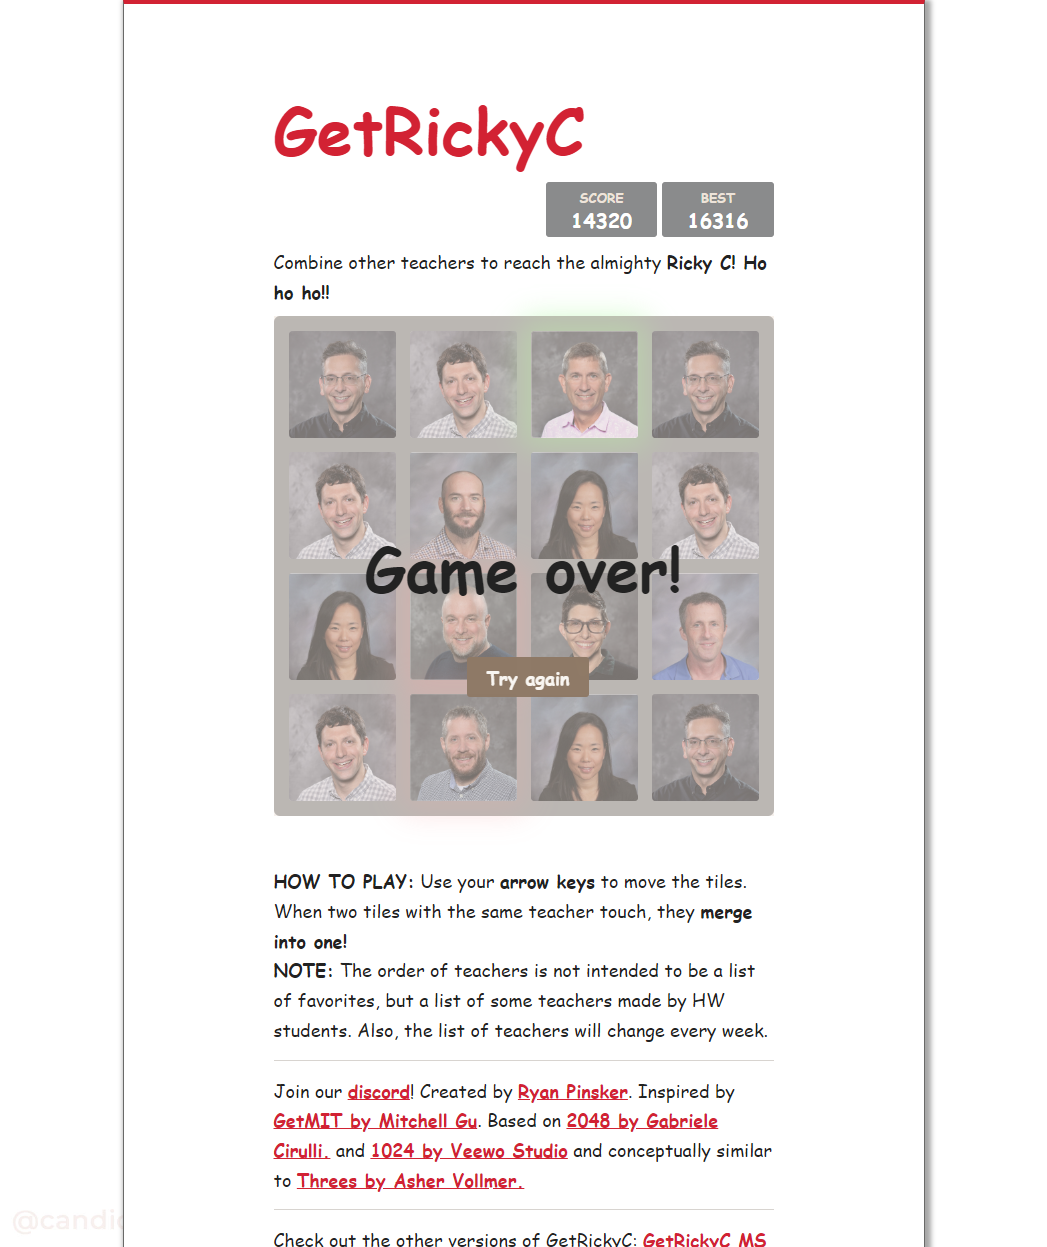 GetRickyC
SCORE
14320
BEST
16316
Combine other teachers to reach the almighty Ricky C! Ho
ho ho!!
Game over!
Try again
HOW TO PLAY: Use your arrow keys to move the tiles.
When two tiles with the same teacher touch, they merge
into one!
NOTE: The order of teachers is not intended to be a list
of favorites, but a list of some teachers made by HW
students. Also, the list of teachers will change every week.
Join our discord! Created by Ryan Pinsker. Inspired by
GetMIT by Mitchell Gu. Based on 2048 by Gabriele
Cirulli. and 1024 by Veewo Studio and conceptually similar
to Threes by Asher Vollmer.
@candi
Check out the other versions of GetRickyC: GetRickyC MS